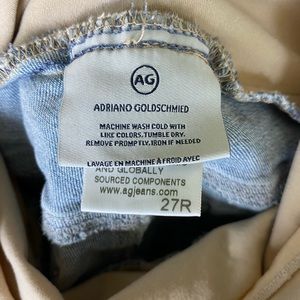 AG
ADRIANO GOLDSCHMIED
MACHINE WASH COLD WITH
LIKE COLORS. TUMBLE DRY.
REMOVE PROMPTLY. IRON IF NEEDED
LAVAGE EN MACHINE À FROID AVEC
AND GLOBALLY
SOURCED COMPONENTS
www.agjeans.com
27R